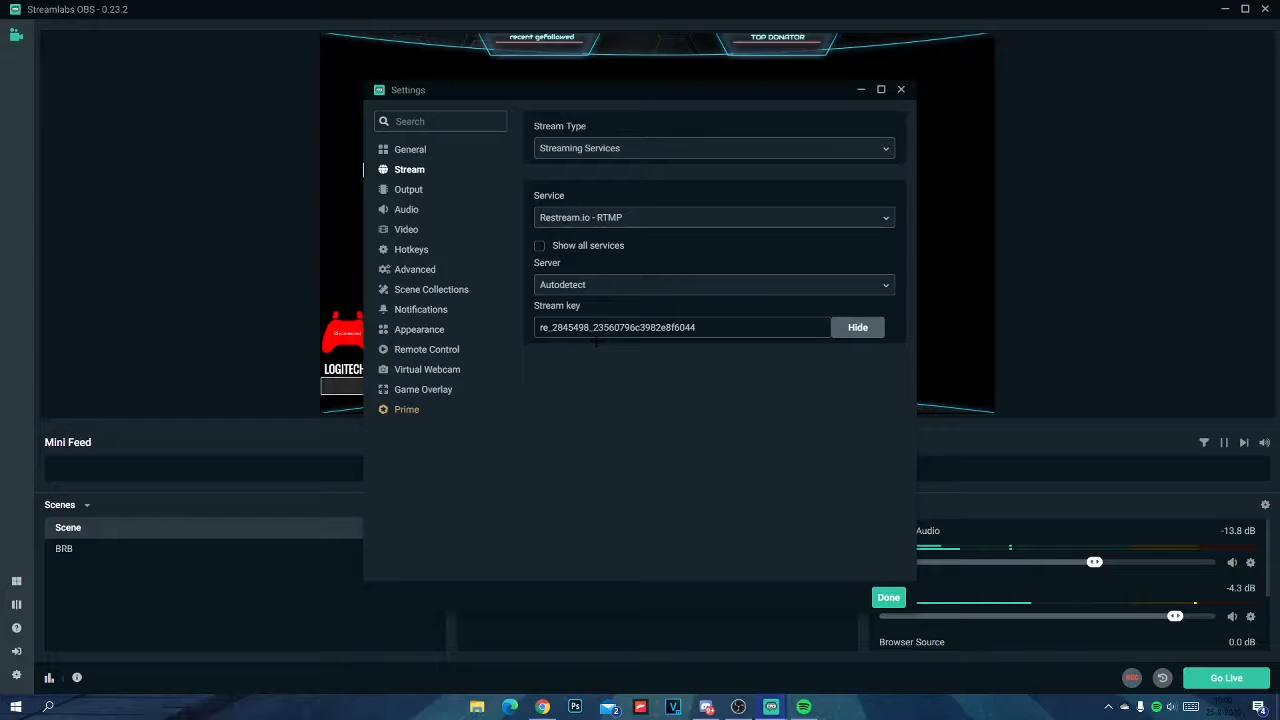 Streamlabs OBS - 0.23.2
recent gefollowed
TOP DONATOR
Settings
Search
General
Stream
Output
Audio
Video
Hotkeys
Advanced
Scene Collections
Notifications
Appearance
Remote Control
Virtual Webcam
Game Overlay
Prime
Stream Type
Streaming Services
Service
Restream.io - RTMP
Show all services
Server
Autodetect
Stream key
re_2845498_23560796c3982e8f6044
Hide
Done
LOGITECH
Mini Feed
Scenes
Scene
BRB
Audio
-13.8 dB
-4.3 dB
Browser Source
0.0 dB
REC
Go Live
Search